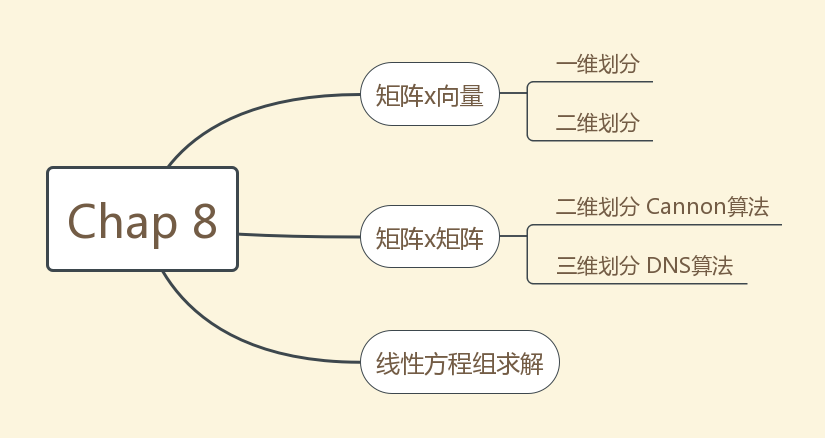 Chap 8
矩阵x向量
一维划分
二维划分
矩阵x矩阵
二维划分 Cannon算法
三维划分 DNS算法
线性方程组求解